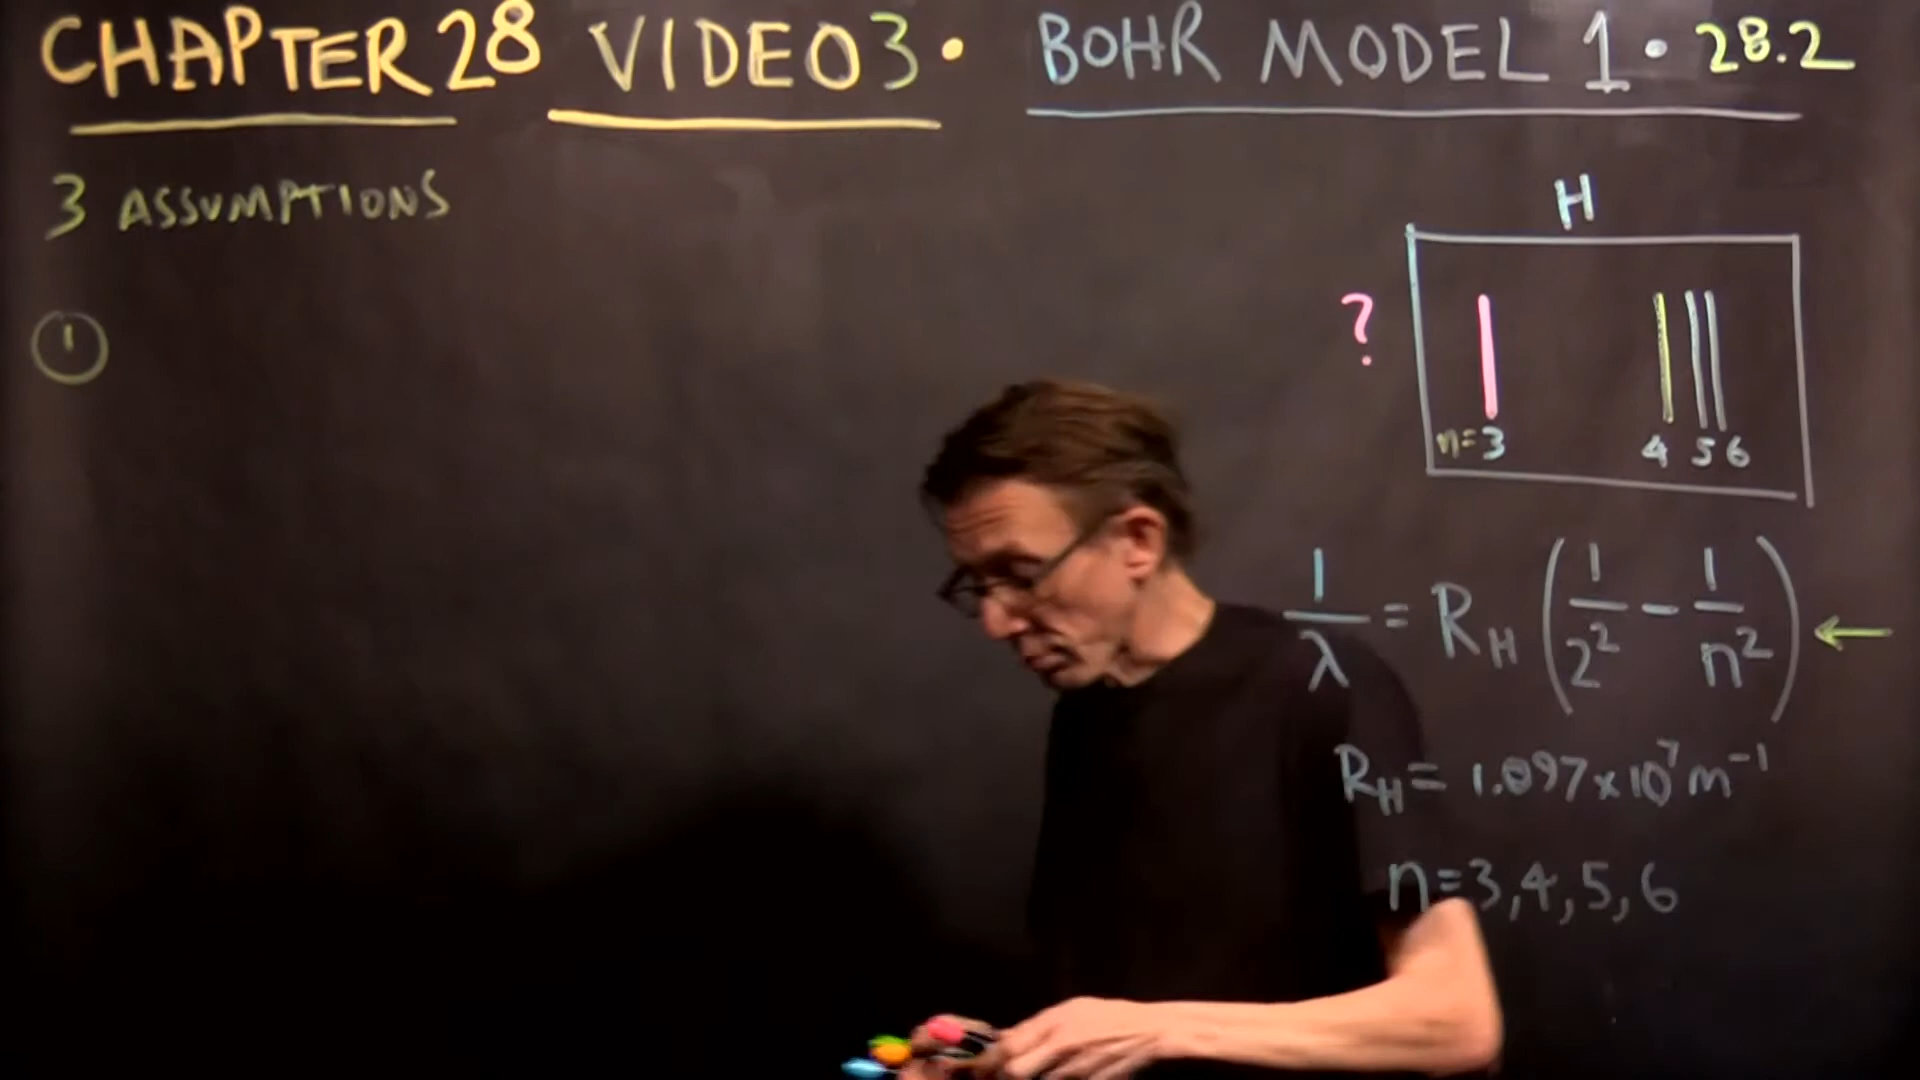 CHAPTER 28 VIDEO 3 • BOHR MODEL 1 • 28.2
3 ASSUMPTIONS
①
H
?
n=3 4 5 6
1/λ = R_H (1/2² - 1/n²) ←
R_H = 1.097×10⁷ m⁻¹
n=3,4,5,6